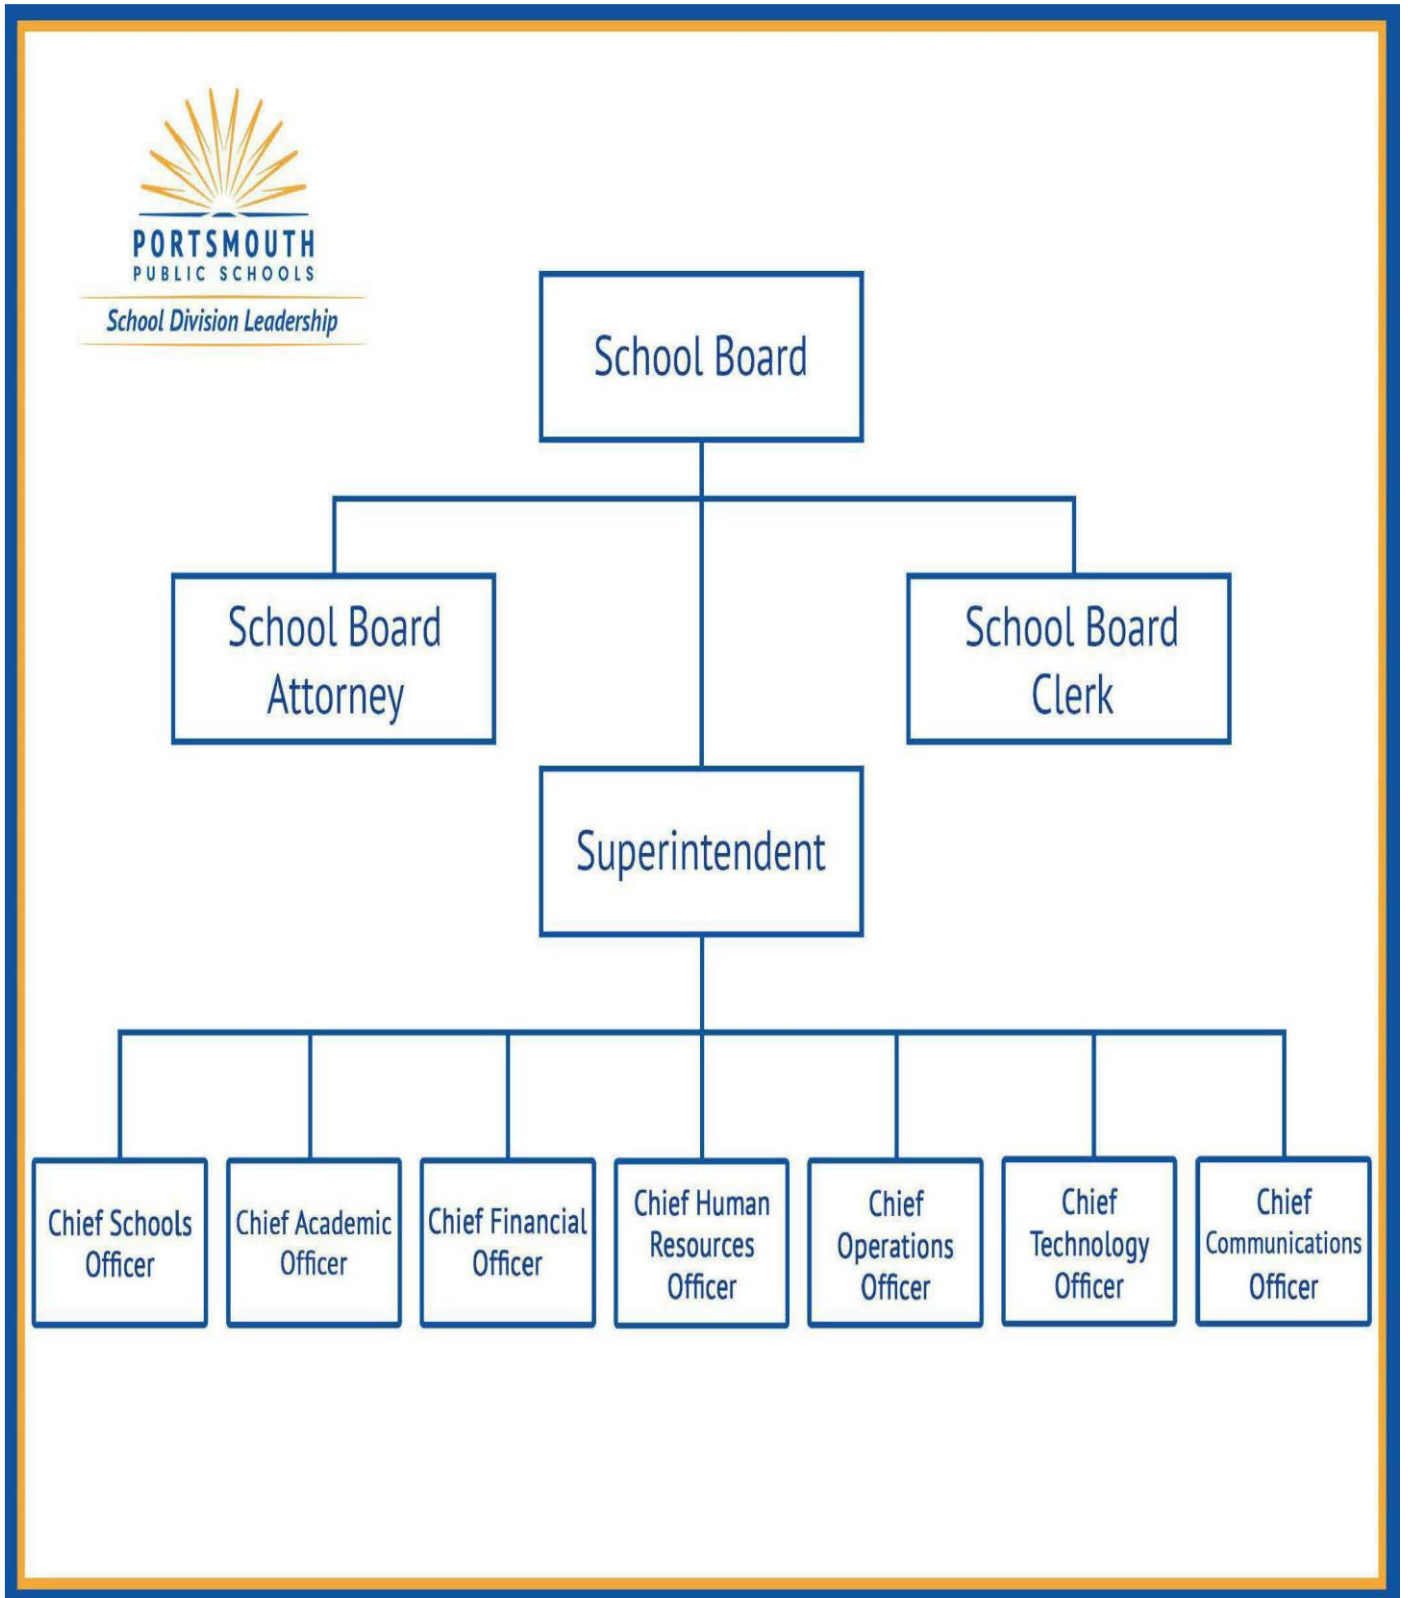 PORTSMOUTH
PUBLIC SCHOOLS
School Division Leadership
School Board
School Board
Attorney
School Board
Clerk
Superintendent
Chief Schools
Officer
Chief Academic
Officer
Chief Financial
Officer
Chief Human
Resources
Officer
Chief
Operations
Officer
Chief
Technology
Officer
Chief
Communications
Officer